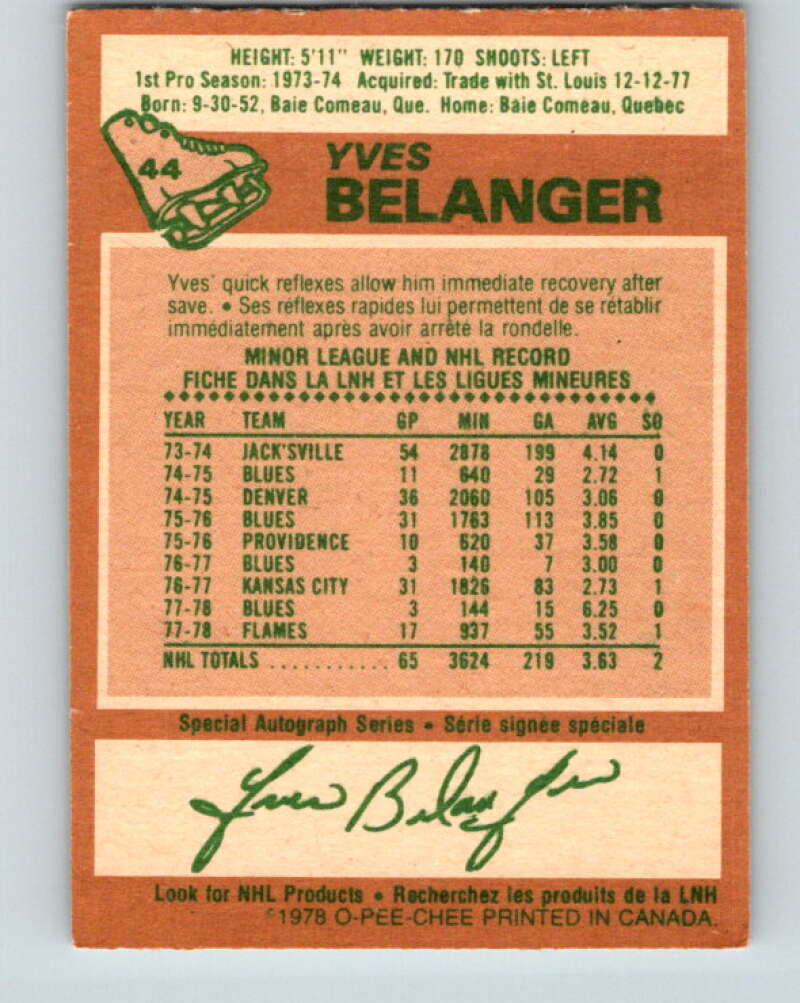 HEIGHT: 5'11" WEIGHT: 170 SHOOTS: LEFT
1st Pro Season: 1973-74 Acquired: Trade with St. Louis 12-12-77
Born: 9-30-52, Baie Comeau, Que. Home: Baie Comeau, Quebec
44
YVES
BELANGER
Yves' quick reflexes allow him immediate recovery after
save. • Ses réflexes rapides lui permettent de se rétablir
immédiatement après avoir arrêté la rondelle.
MINOR LEAGUE AND NHL RECORD
FICHE DANS LA LNH ET LES LIGUES MINEURES
YEAR TEAM GP MIN GA AVG SO
73-74 JACK'SVILLE 54 2878 199 4.14 0
74-75 BLUES 11 640 29 2.72 1
74-75 DENVER 36 2060 105 3.06 0
75-76 BLUES 31 1763 113 3.85 0
75-76 PROVIDENCE 10 620 37 3.58 0
76-77 BLUES 3 140 7 3.00 0
76-77 KANSAS CITY 31 1826 83 2.73 1
77-78 BLUES 3 144 15 6.25 0
77-78 FLAMES 17 937 55 3.52 1
NHL TOTALS ............ 65 3624 219 3.63 2
Special Autograph Series • Série signée spéciale
Yves Belanger
Look for NHL Products • Recherchez les produits de la LNH
©1978 O-PEE-CHEE PRINTED IN CANADA.